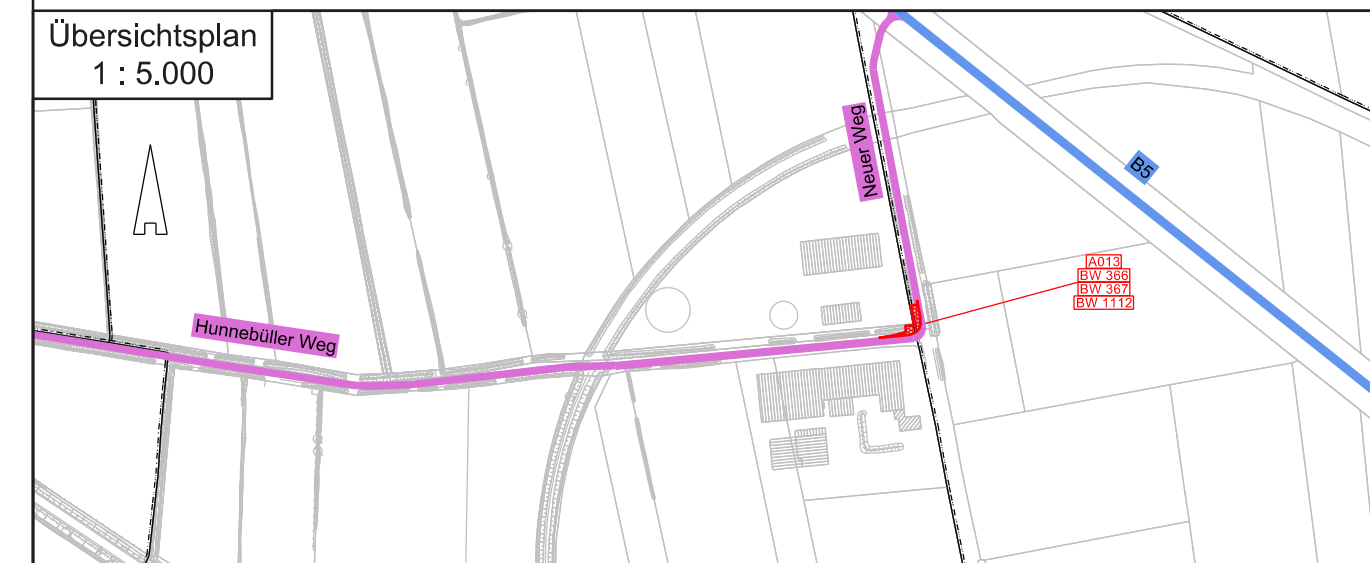 Übersichtsplan
1 : 5.000
Neuer Weg
B5
A013
BW 366
BW 367
BW 1112
Hunnebüller Weg